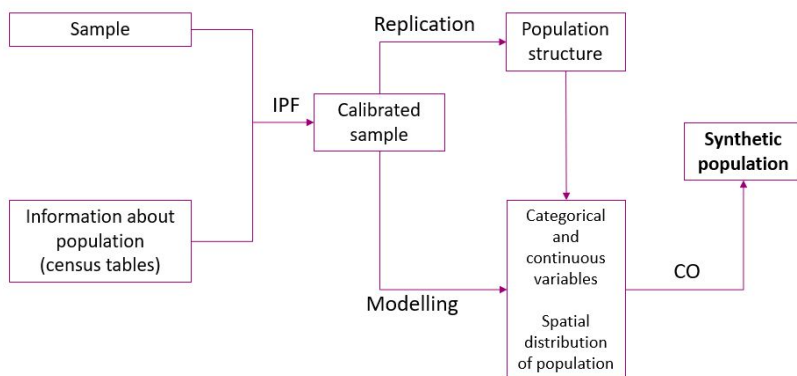 Sample
Replication
Population
structure
IPF
Calibrated
sample
Synthetic
population
Information about
population
(census tables)
Categorical
and
continuous
variables
CO
Modelling
Spatial
distribution
of population